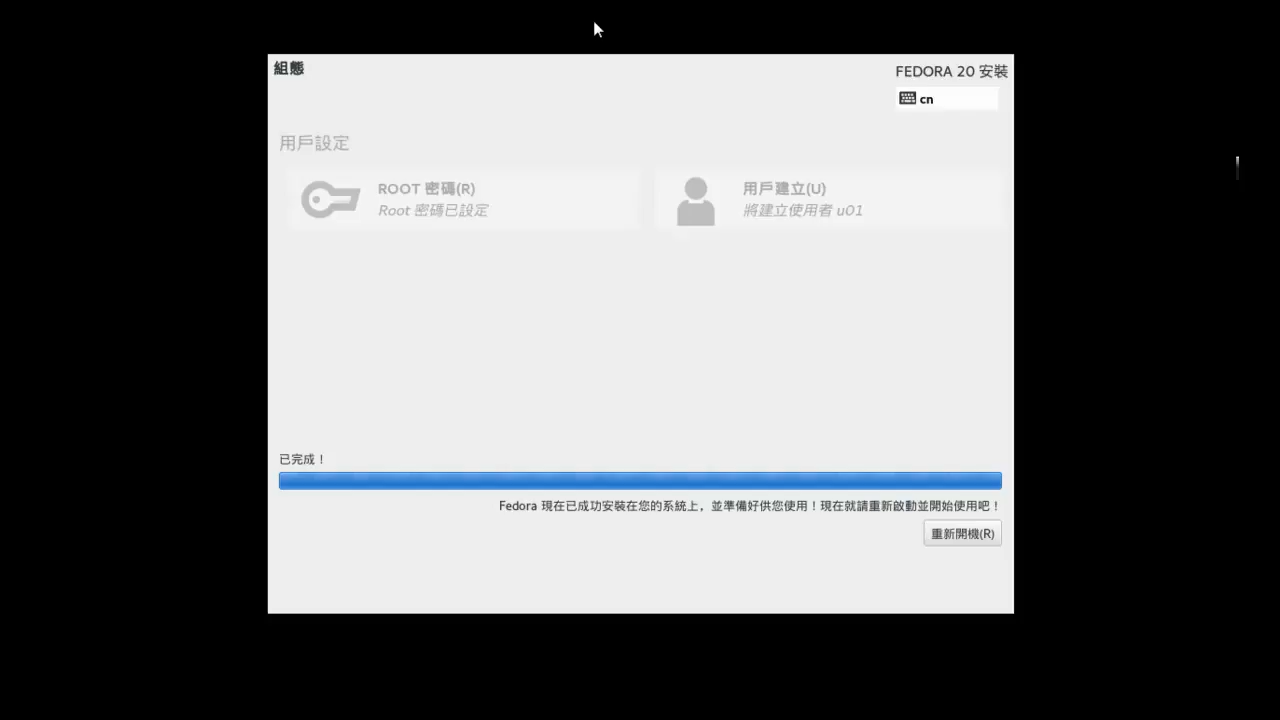 組態
FEDORA 20 安裝
cn
用戶設定
ROOT 密碼(R)
Root 密碼已設定
用戶建立(U)
將建立使用者 u01
已完成！
Fedora 現在已成功安裝在您的系統上，並準備好供您使用！現在就請重新啟動並開始使用吧！
重新開機(R)